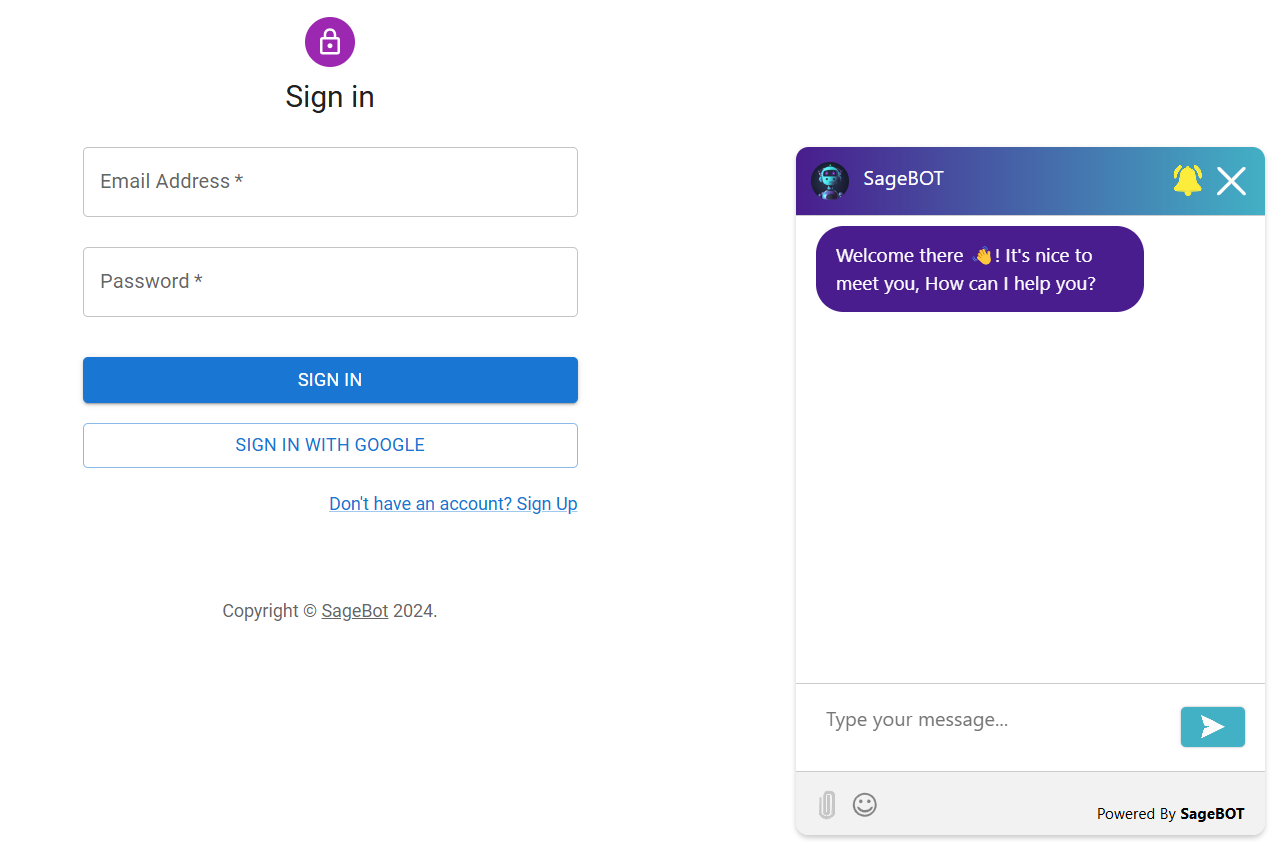 Sign in
Email Address *
Password *
SIGN IN
SIGN IN WITH GOOGLE
Don't have an account? Sign Up
Copyright © SageBot 2024.
SageBOT
Welcome there 👋! It's nice to
meet you, How can I help you?
Type your message...
Powered By SageBOT